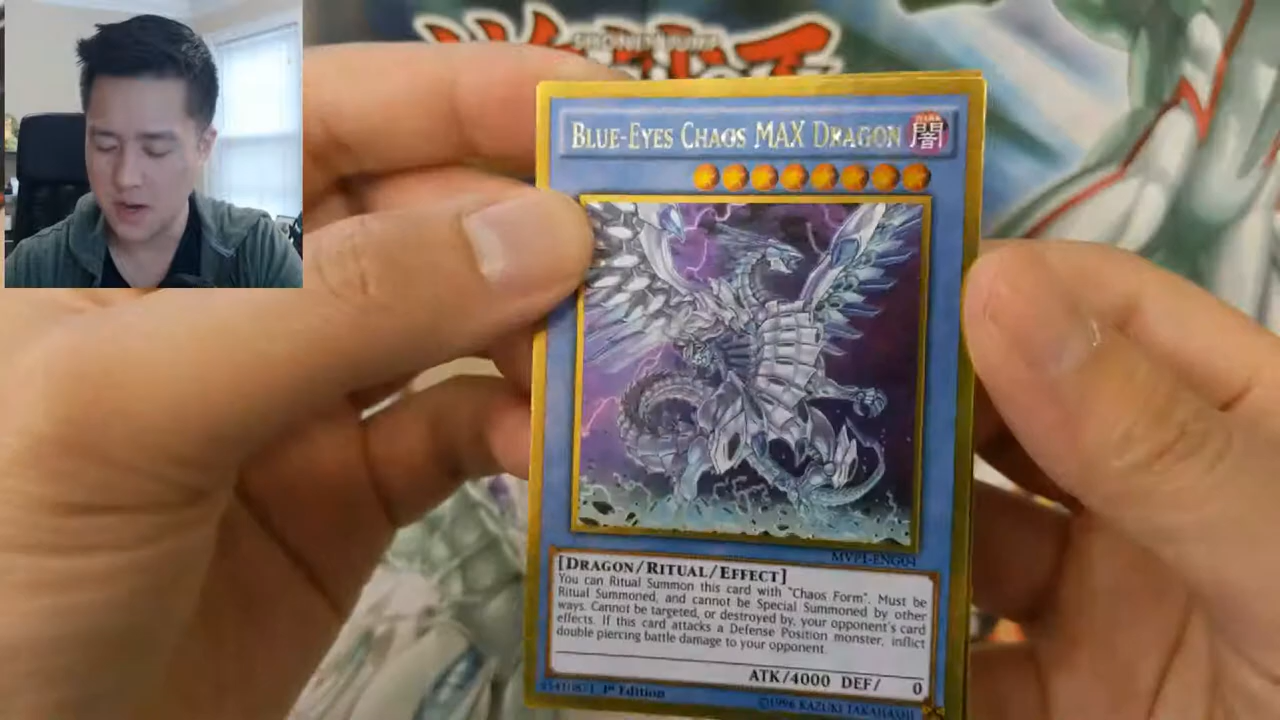 BLUE-EYES CHAOS MAX DRAGON
DARK
闇
MVP1-ENG04
[DRAGON/RITUAL/EFFECT]
You can Ritual Summon this card with "Chaos Form". Must be
Ritual Summoned, and cannot be Special Summoned by other
ways. Cannot be targeted, or destroyed by, your opponent's card
effects. If this card attacks a Defense Position monster, inflict
double piercing battle damage to your opponent.
ATK/4000 DEF/ 0
1st Edition
©1996 KAZUKI TAKAHASHI